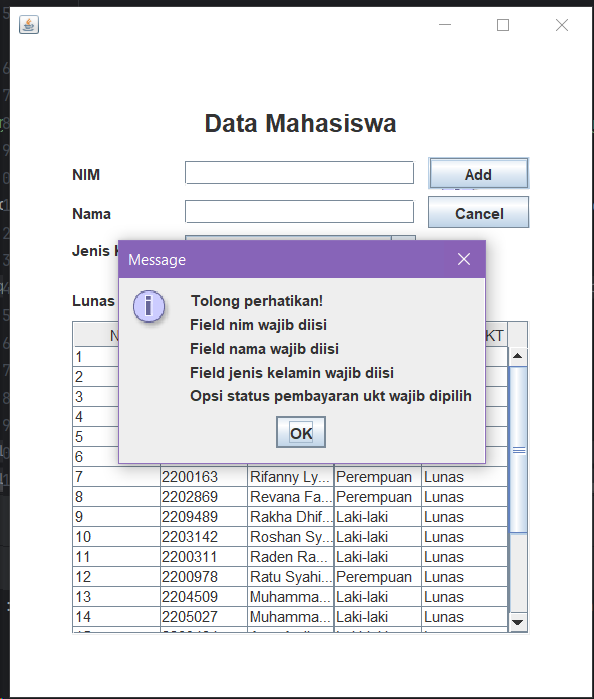 Data Mahasiswa
NIM
Add
Nama
Cancel
Jenis
Lunas
Message
Tolong perhatikan!
Field nim wajib diisi
Field nama wajib diisi
Field jenis kelamin wajib diisi
Opsi status pembayaran ukt wajib dipilih
OK
N KT
1
2
3
4
5
6
7 2200163 Rifanny Ly... Perempuan Lunas
8 2202869 Revana Fa... Perempuan Lunas
9 2209489 Rakha Dhif... Laki-laki Lunas
10 2203142 Roshan Sy... Laki-laki Lunas
11 2200311 Raden Ra... Laki-laki Lunas
12 2200978 Ratu Syahi... Perempuan Lunas
13 2204509 Muhamma... Laki-laki Lunas
14 2205027 Muhamma... Laki-laki Lunas